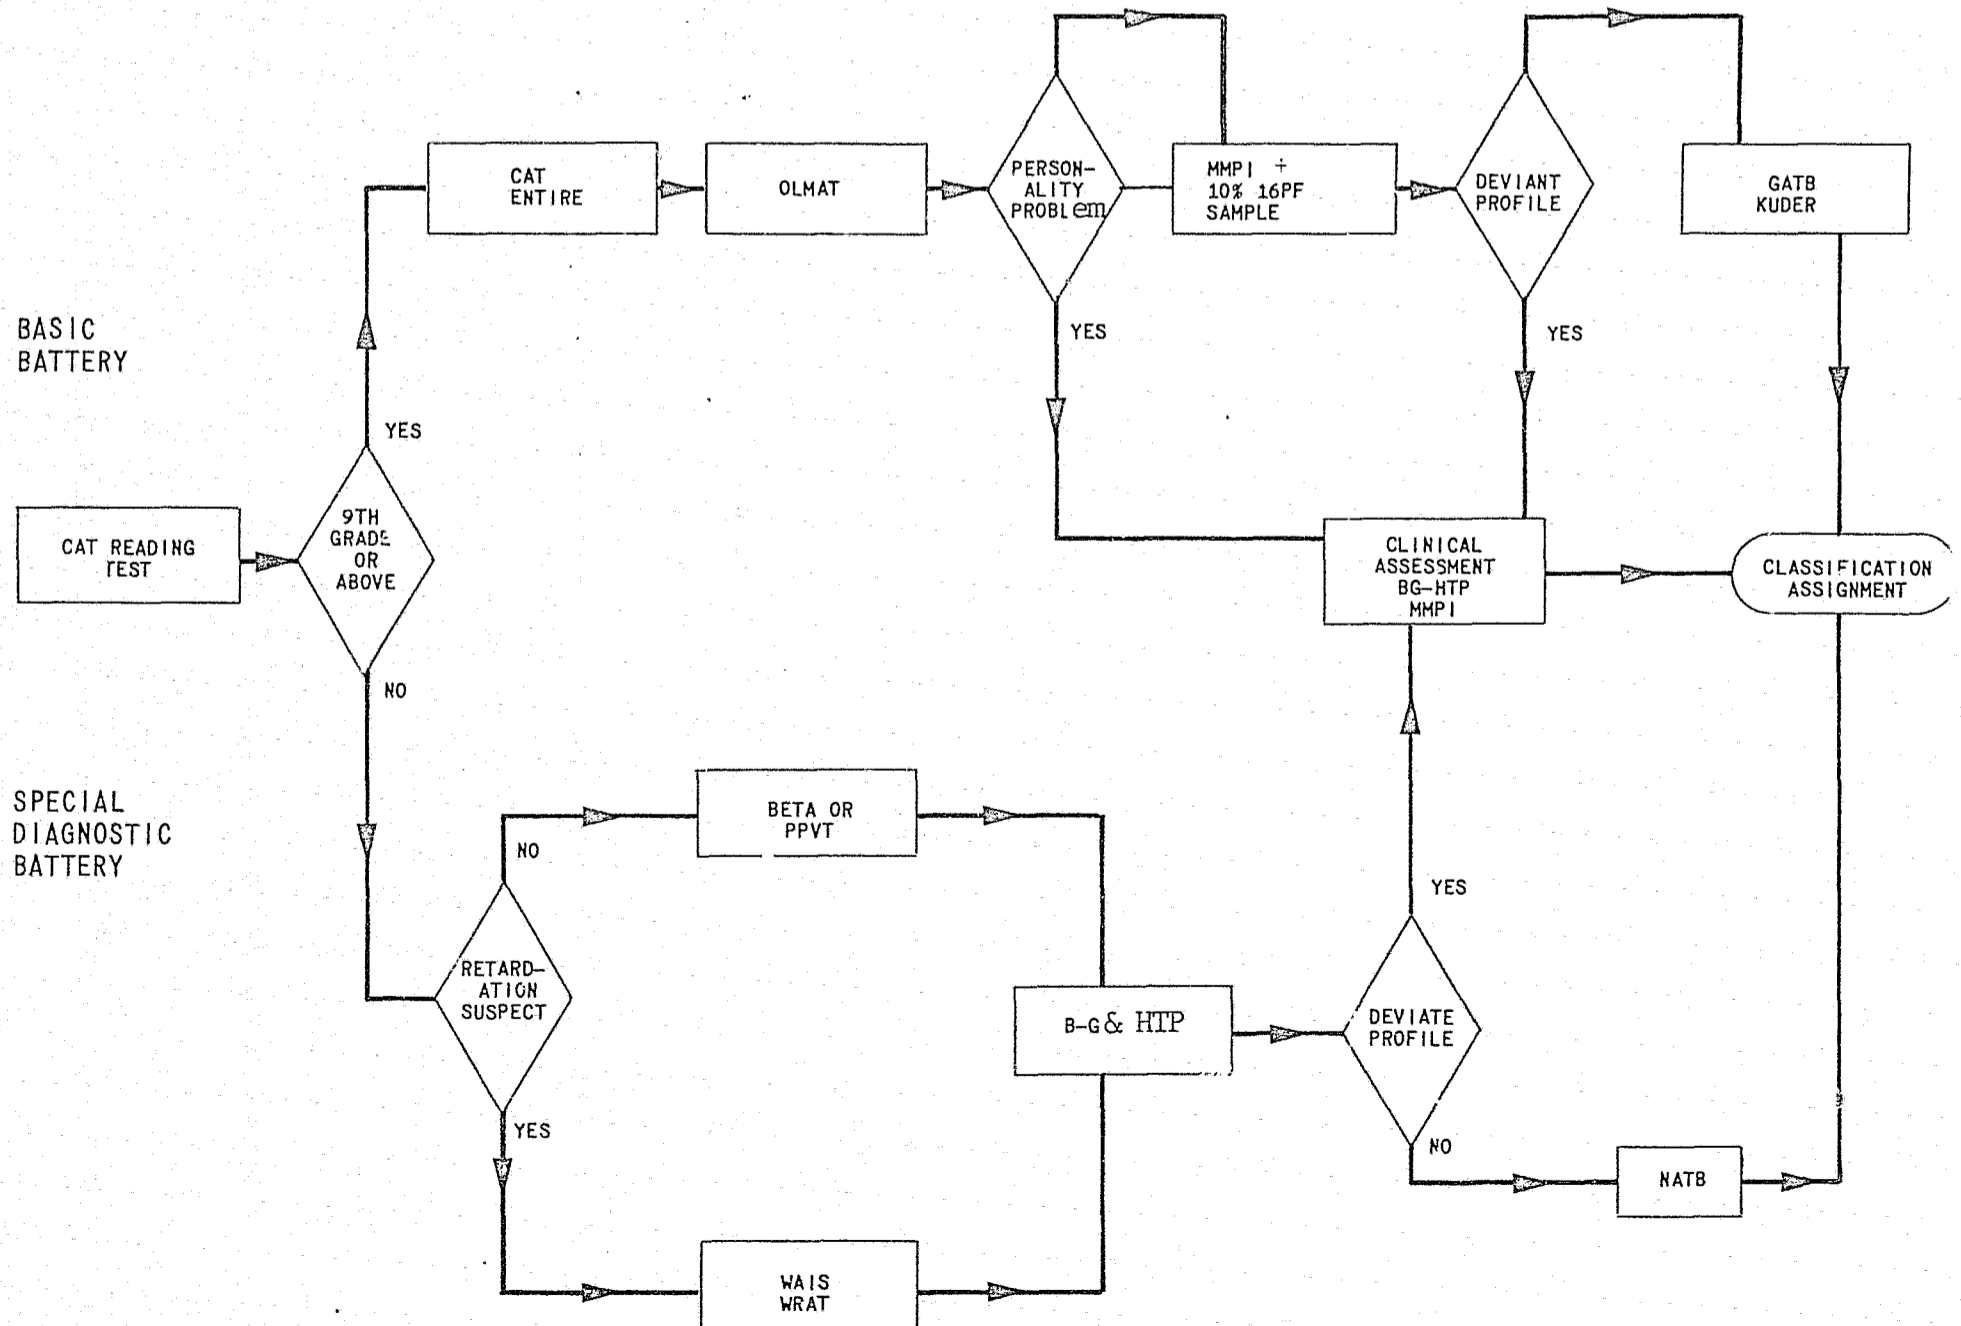 PERSON-
ALITY
PROBLem
MMPI +
10% 16PF
SAMPLE
DEVIANT
PROFILE
GATB
KUDER
CAT
ENTIRE
OLMAT
BASIC
BATTERY
YES
YES
YES
9TH
GRADE
OR
ABOVE
CAT READING
TEST
CLINICAL
ASSESSMENT
BG-HTP
MMPI
CLASSIFICATION
ASSIGNMENT
NO
SPECIAL
DIAGNOSTIC
BATTERY
BETA OR
PPVT
NO
YES
RETARD-
ATION
SUSPECT
B-G & HTP
DEVIATE
PROFILE
YES
NO
NATB
WAIS
WRAT